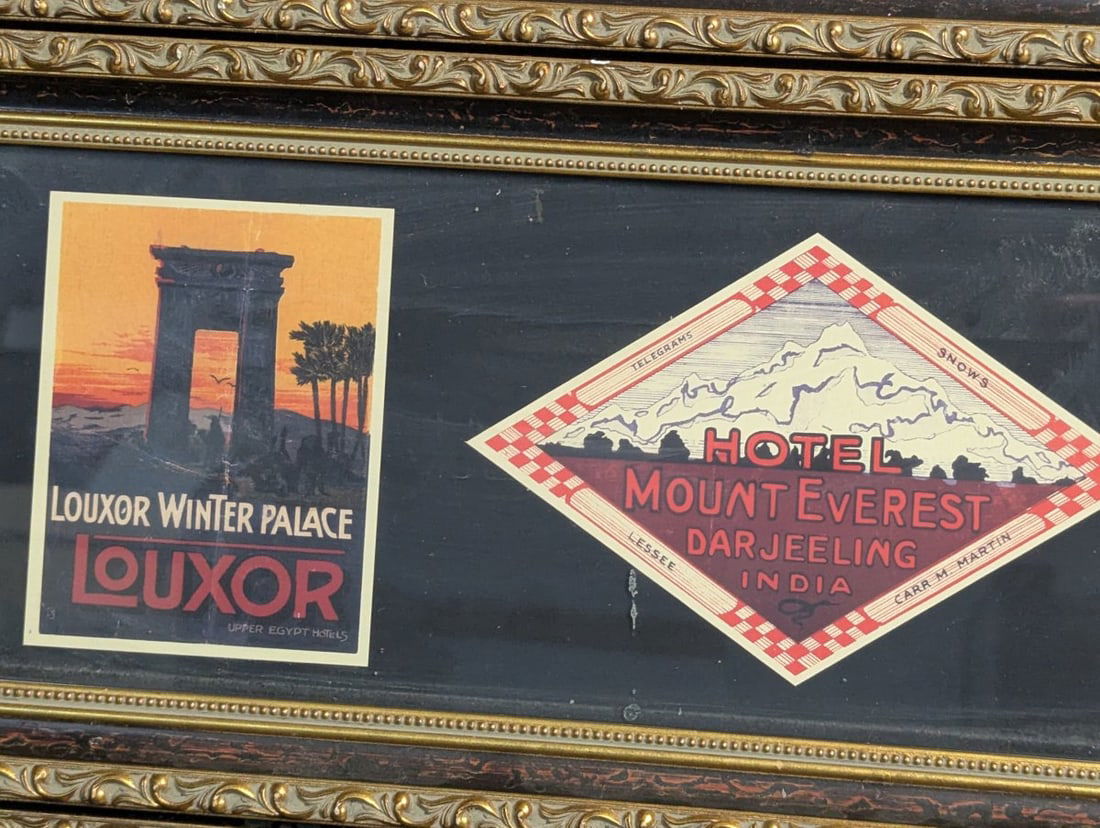 LOUXOR WINTER PALACE
LOUXOR
UPPER EGYPT HOTELS
TELEGRAMS
SNOWS
HOTEL
MOUNT EVEREST
DARJEELING
INDIA
LESSEE
CARR M. MARTIN